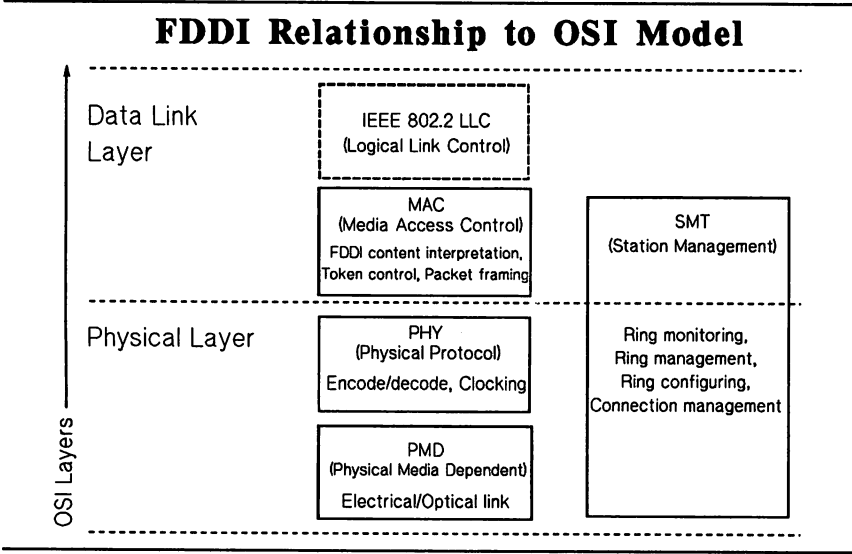 FDDI Relationship to OSI Model
Data Link
Layer
IEEE 802.2 LLC
(Logical Link Control)
MAC
(Media Access Control)
FDDI content interpretation,
Token control, Packet framing
SMT
(Station Management)
Physical Layer
PHY
(Physical Protocol)
Encode/decode, Clocking
Ring monitoring,
Ring management,
Ring configuring,
Connection management
PMD
(Physical Media Dependent)
Electrical/Optical link
OSI Layers